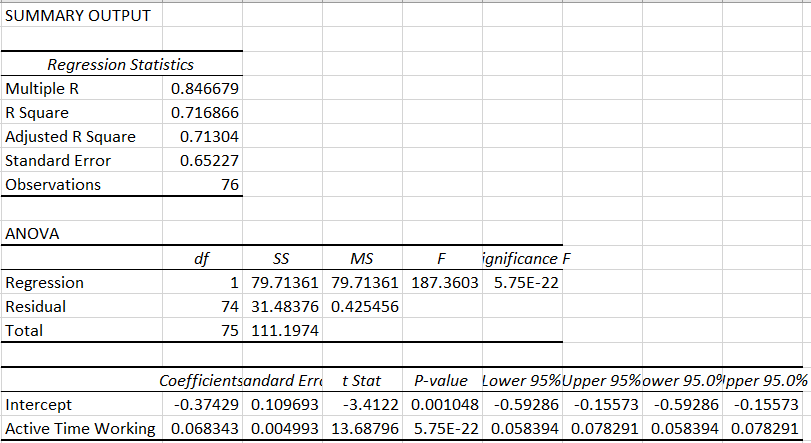 SUMMARY OUTPUT
Regression Statistics
Multiple R 0.846679
R Square 0.716866
Adjusted R Square 0.71304
Standard Error 0.65227
Observations 76
ANOVA
df SS MS F ignificance F
Regression 1 79.71361 79.71361 187.3603 5.75E-22
Residual 74 31.48376 0.425456
Total 75 111.1974
Coefficients andard Erro t Stat P-value Lower 95% Upper 95% ower 95.0% pper 95.0%
Intercept -0.37429 0.109693 -3.4122 0.001048 -0.59286 -0.15573 -0.59286 -0.15573
Active Time Working 0.068343 0.004993 13.68796 5.75E-22 0.058394 0.078291 0.058394 0.078291